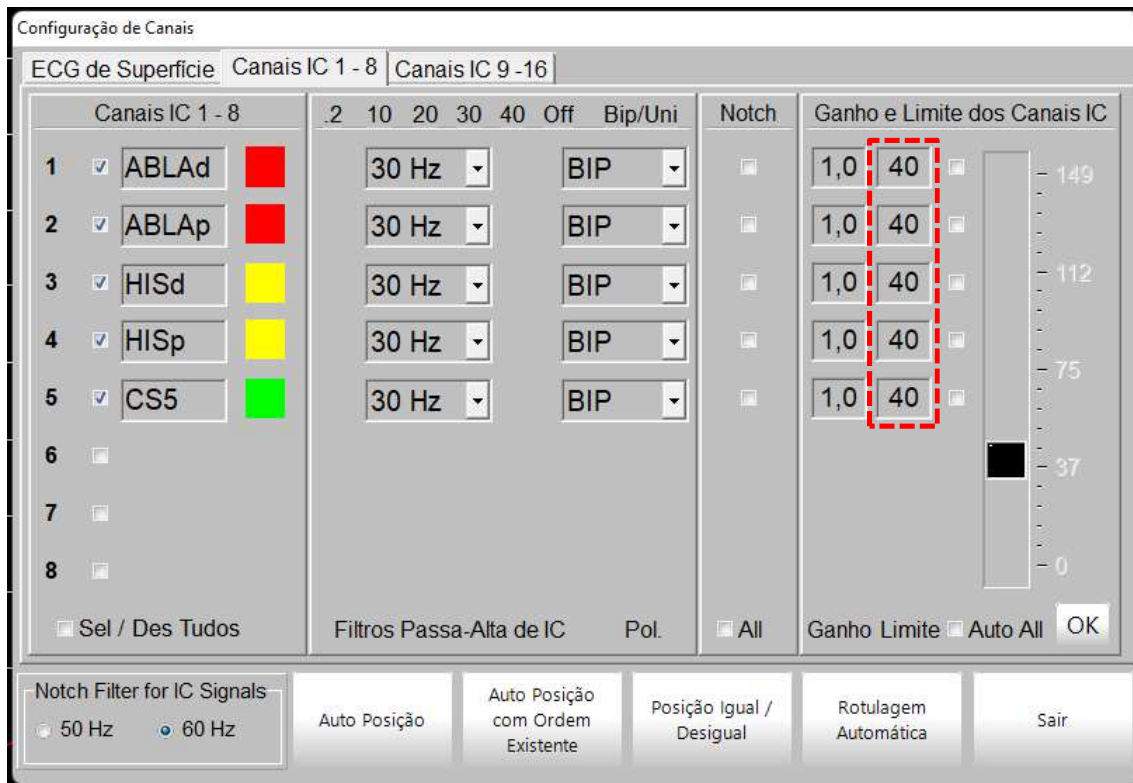 Configuração de Canais
ECG de Superfície Canais IC 1 - 8 Canais IC 9 -16
Canais IC 1 - 8 .2 10 20 30 40 Off Bip/Uni Notch Ganho e Limite dos Canais IC
1 ABLAd 30 Hz BIP 1,0 40 149
2 ABLAp 30 Hz BIP 1,0 40
3 HISd 30 Hz BIP 1,0 40 112
4 HISp 30 Hz BIP 1,0 40
75
5 CS5 30 Hz BIP 1,0 40
6 37
7
8 0
Sel / Des Tudos Filtros Passa-Alta de IC Pol. All Ganho Limite Auto All OK
Notch Filter for IC Signals
50 Hz 60 Hz
Auto Posição
Auto Posição
com Ordem
Existente
Posição Igual /
Desigual
Rotulagem
Automática
Sair